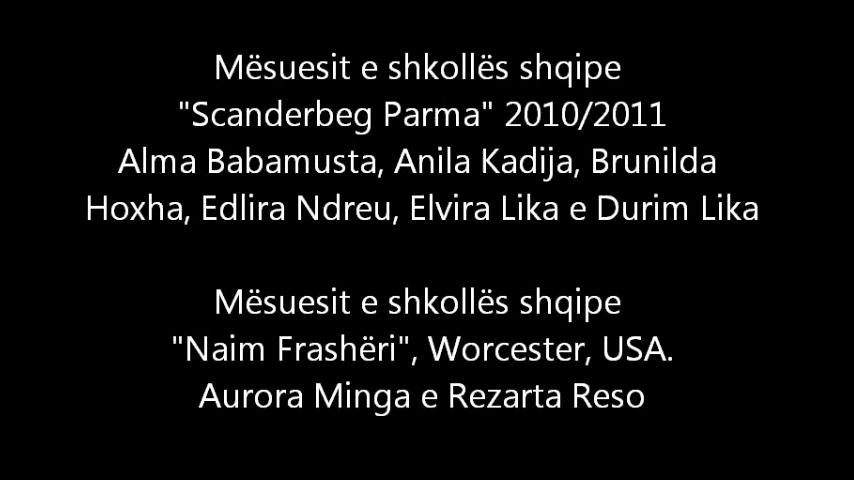 Mësuesit e shkollës shqipe
"Scanderbeg Parma" 2010/2011
Alma Babamusta, Anila Kadija, Brunilda
Hoxha, Edlira Ndreu, Elvira Lika e Durim Lika
Mësuesit e shkollës shqipe
"Naim Frashëri", Worcester, USA.
Aurora Minga e Rezarta Reso